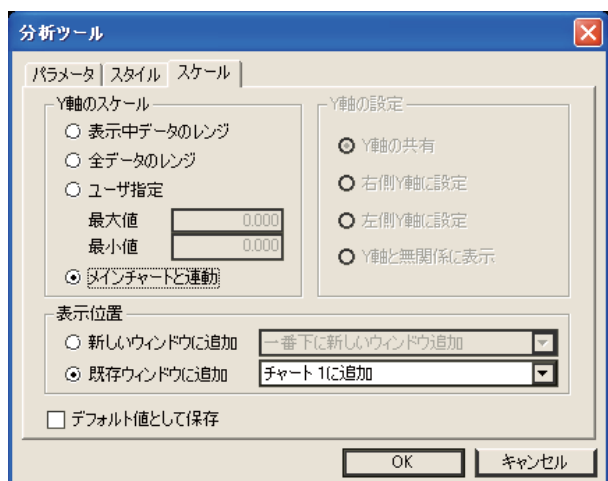 分析ツール
パラメータ スタイル スケール
Y軸のスケール
表示中データのレンジ
全データのレンジ
ユーザ指定
最大値 0.000
最小値 0.000
メインチャートと連動
Y軸の設定
Y軸の共有
右側Y軸に設定
左側Y軸に設定
Y軸と無関係に表示
表示位置
新しいウィンドウに追加 一番下に新しいウィンドウ追加
既存ウィンドウに追加 チャート 1に追加
デフォルト値として保存
OK キャンセル